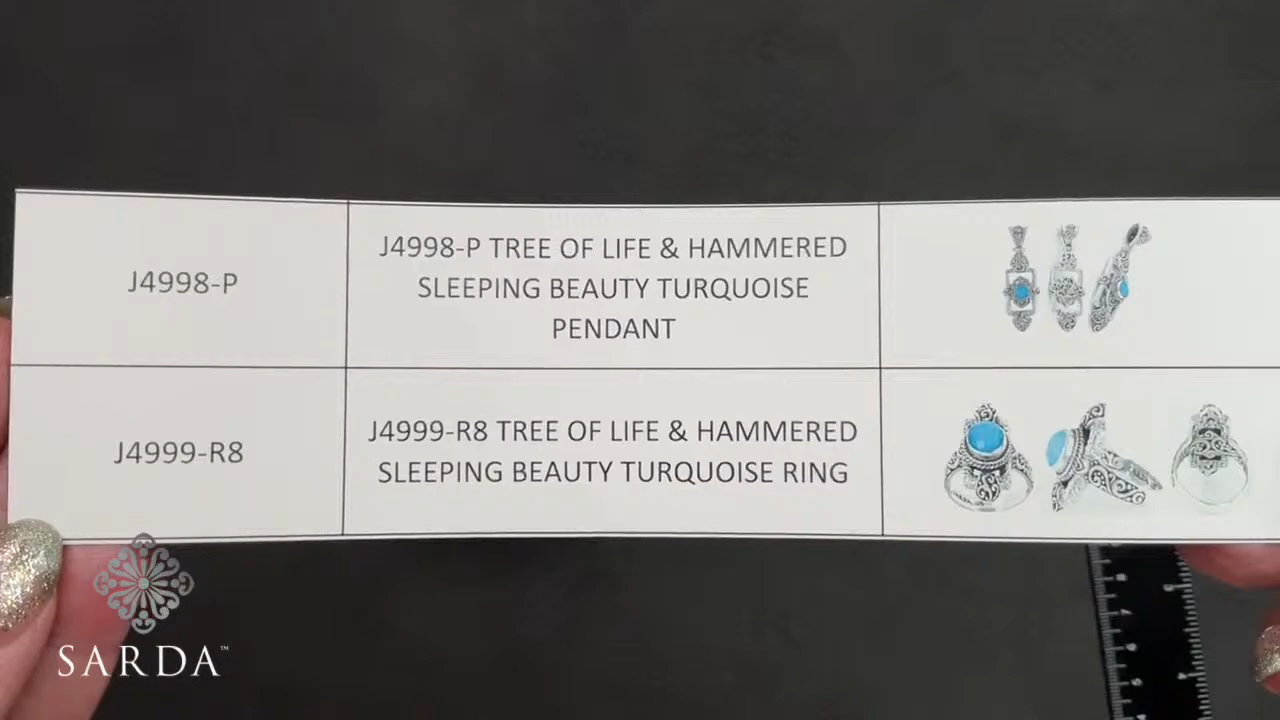 J4998-P
J4998-P TREE OF LIFE & HAMMERED
SLEEPING BEAUTY TURQUOISE
PENDANT
J4999-R8
J4999-R8 TREE OF LIFE & HAMMERED
SLEEPING BEAUTY TURQUOISE RING
SARDA™